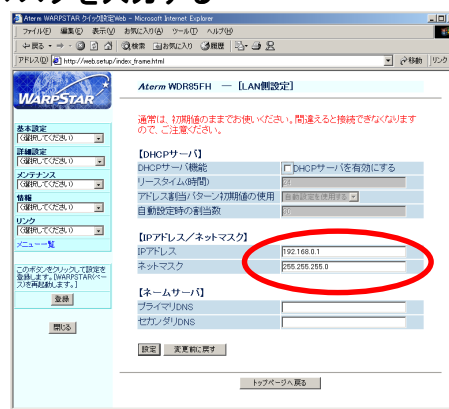 Aterm WARPSTAR クイック設定Web - Microsoft Internet Explorer
ファイル(F) 編集(E) 表示(V) お気に入り(A) ツール(T) ヘルプ(H)
戻る 検索 お気に入り 履歴
アドレス(D) http://web.setup/index_frame.html 移動 リンク
WARPSTAR
Aterm WDR85FH ― [LAN側設定]
通常は、初期値のままでお使いください。間違えると接続できなくなります
ので、ご注意ください。
基本設定
(選択してください)
詳細設定
(選択してください)
メンテナンス
(選択してください)
情報
(選択してください)
リンク
(選択してください)
メニュー一覧
このボタンをクリックして設定を
登録します。[WARPSTARベー
ス)を再起動します。]
登録
閉じる
【DHCPサーバ】
DHCPサーバ機能 DHCPサーバを有効にする
リースタイム(時間) 24
アドレス割当パターン初期値の使用 自動設定を使用する
自動設定時の割当数
【IPアドレス／ネットマスク】
IPアドレス 192.168.0.1
ネットマスク 255.255.255.0
【ネームサーバ】
プライマリDNS
セカンダリDNS
設定 変更前に戻す
トップページへ戻る